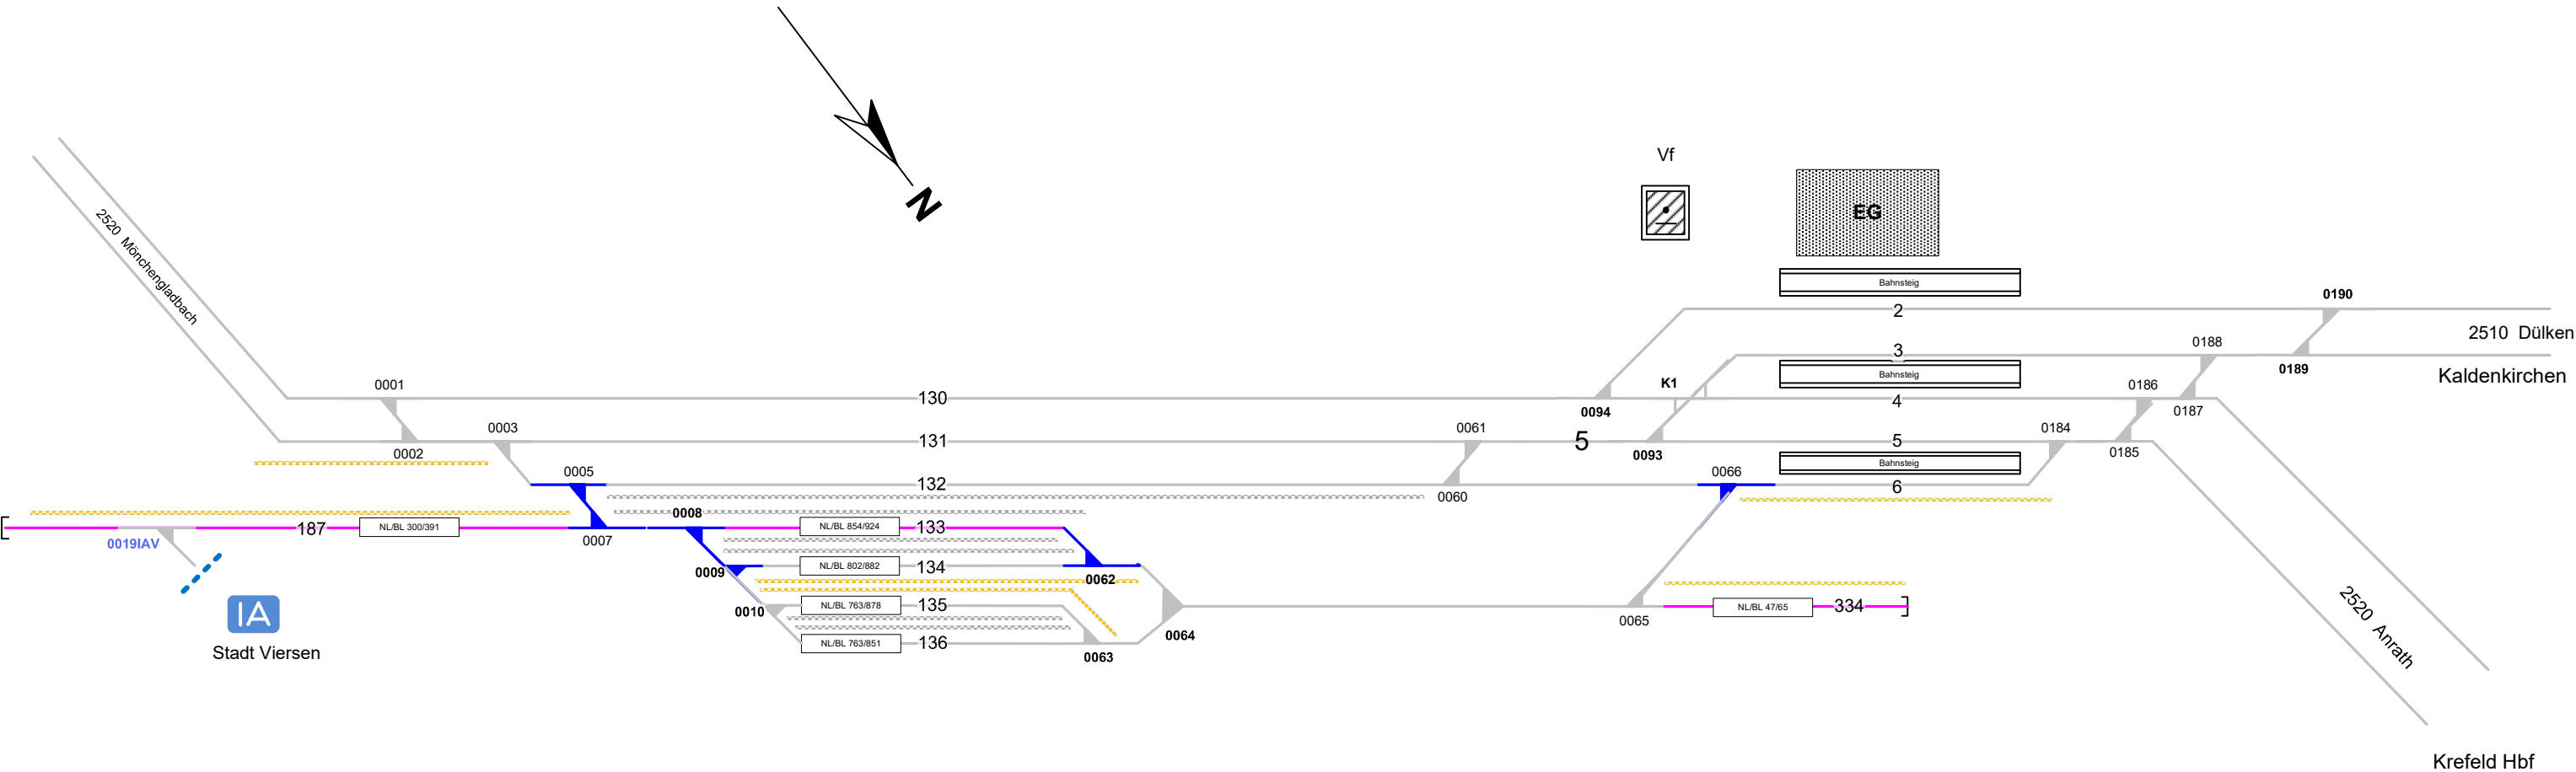 N
Vf
EG
2520 Mönchengladbach
Bahnsteig
2
0190
2510 Dülken
3
0188
Bahnsteig
0189
Kaldenkirchen
0001
130
K1
4
0186
0094
0187
0003
131
0061
5
5
0184
0002
0093
0185
Bahnsteig
0005
132
0066
6
0060
0008
187
NL/BL 300/391
NL/BL 854/924
133
0019IAV
0007
0009
NL/BL 802/882
134
0062
0010
NL/BL 763/878
135
NL/BL 47/65
334
IA
0065
0064
NL/BL 763/851
136
0063
Stadt Viersen
2520 Anrath
Krefeld Hbf